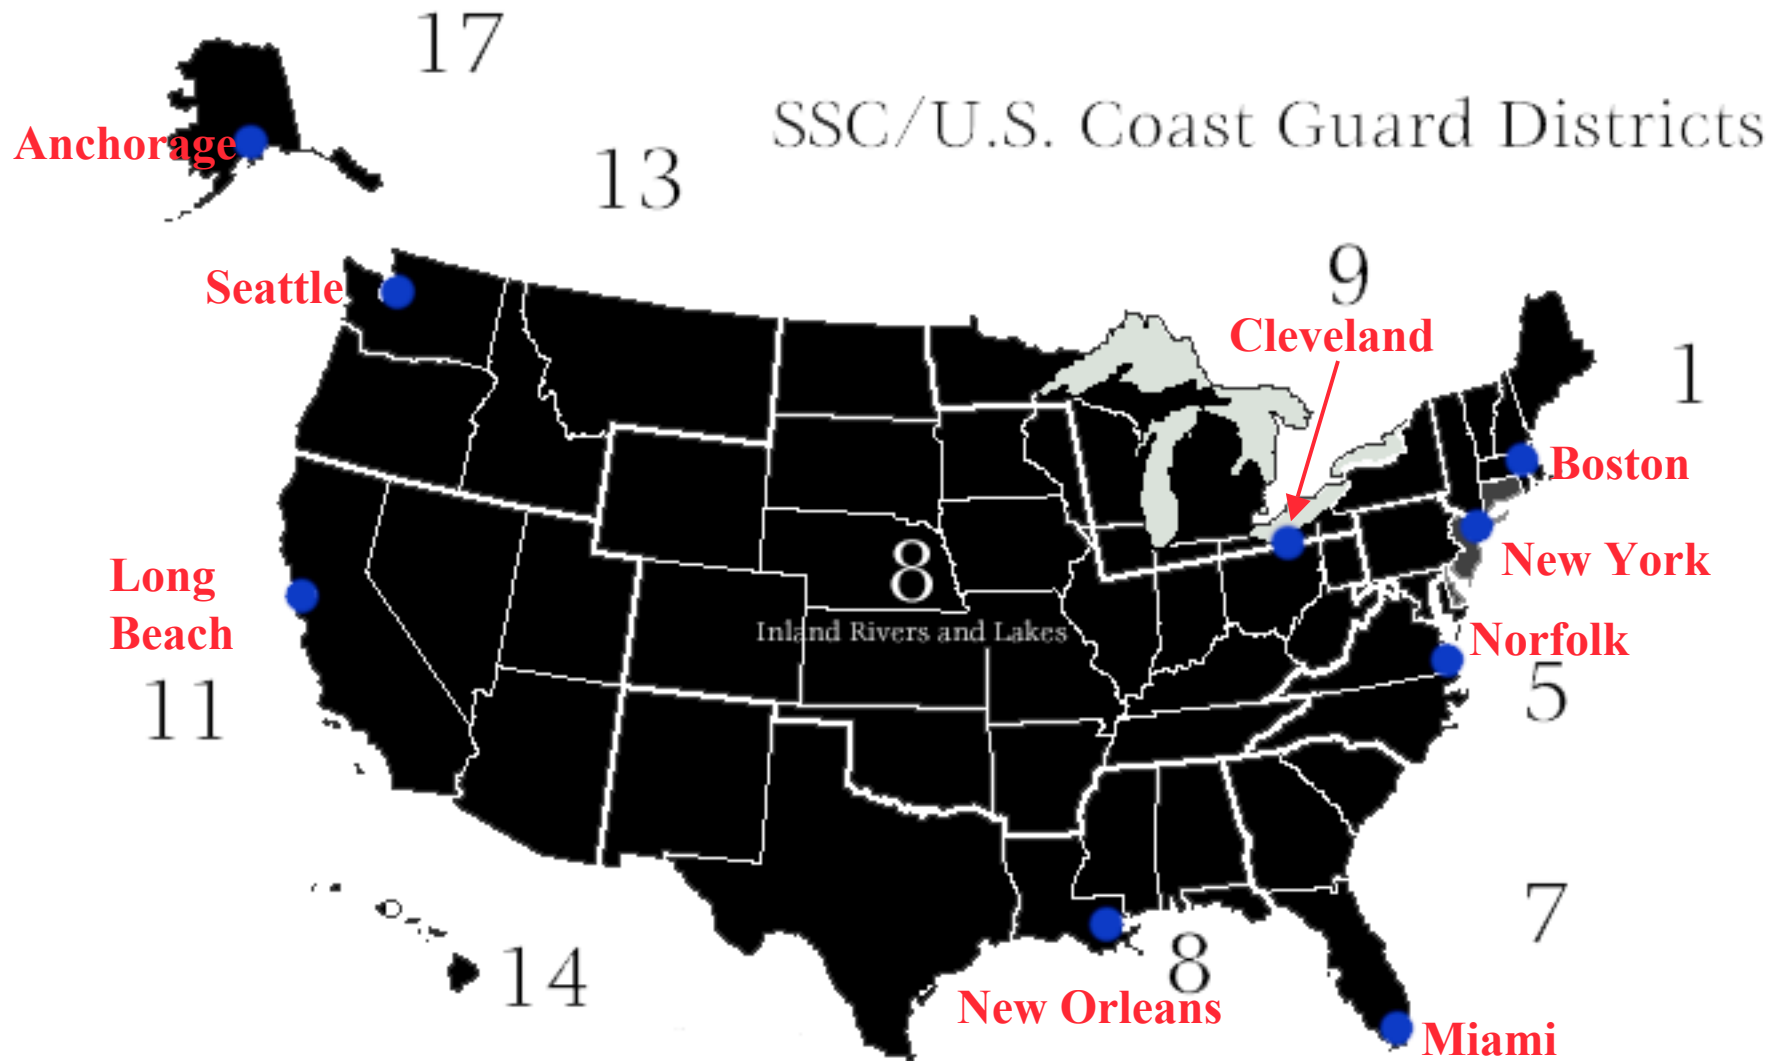 17
SSC/U.S. Coast Guard Districts
Anchorage
13
Seattle
9
Cleveland
1
Boston
New York
8
Inland Rivers and Lakes
Long
Beach
Norfolk
5
11
7
14
8
New Orleans
Miami